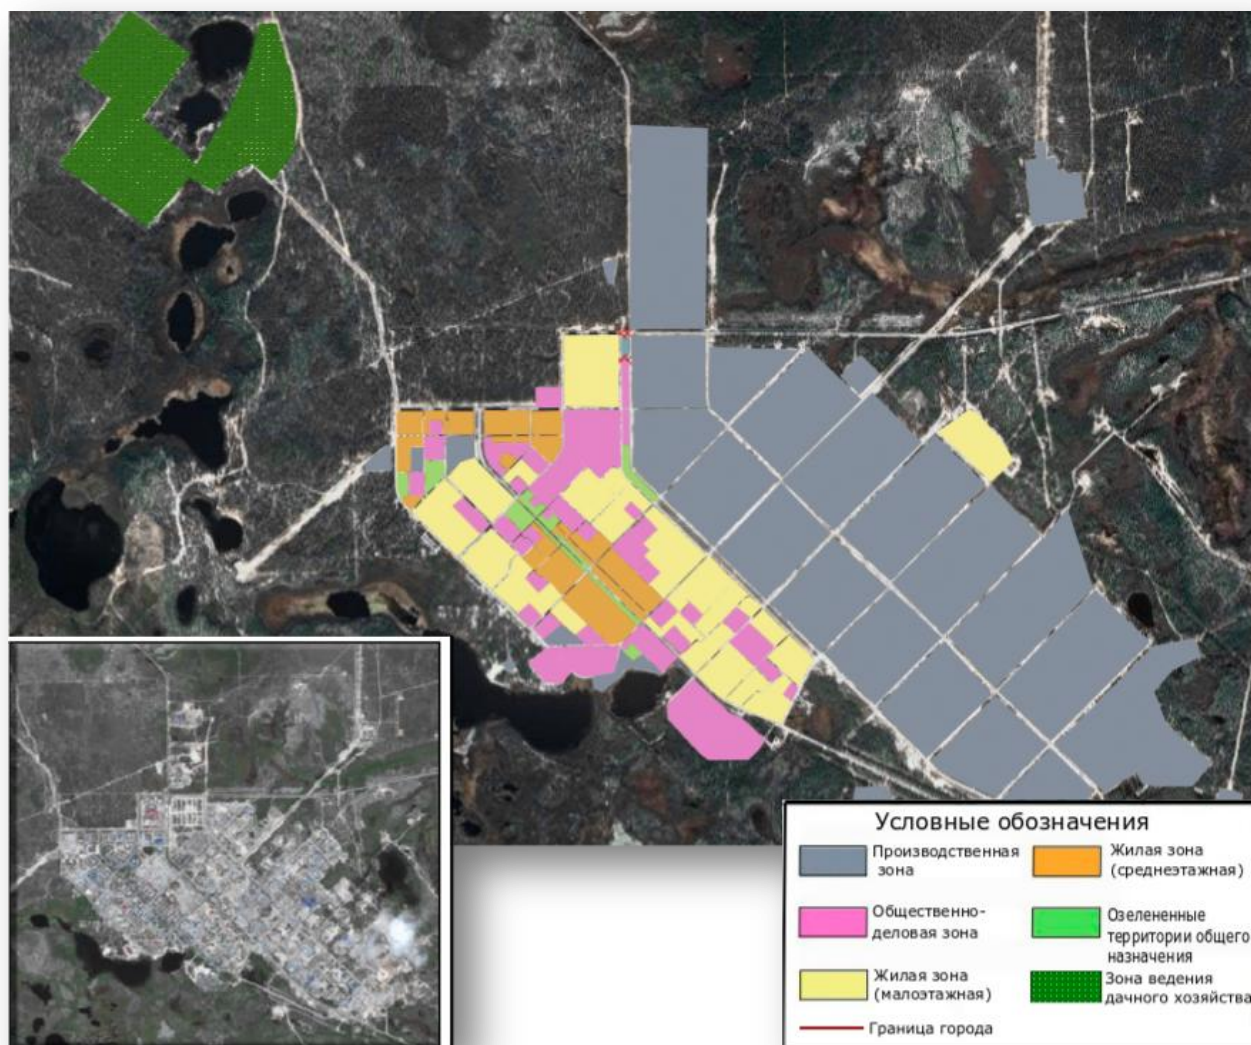 Условные обозначения
Производственная
зона
Жилая зона
(среднеэтажная)
Общественно-
деловая зона
Озелененные
территории общего
назначения
Жилая зона
(малоэтажная)
Зона ведения
дачного хозяйства
Граница города